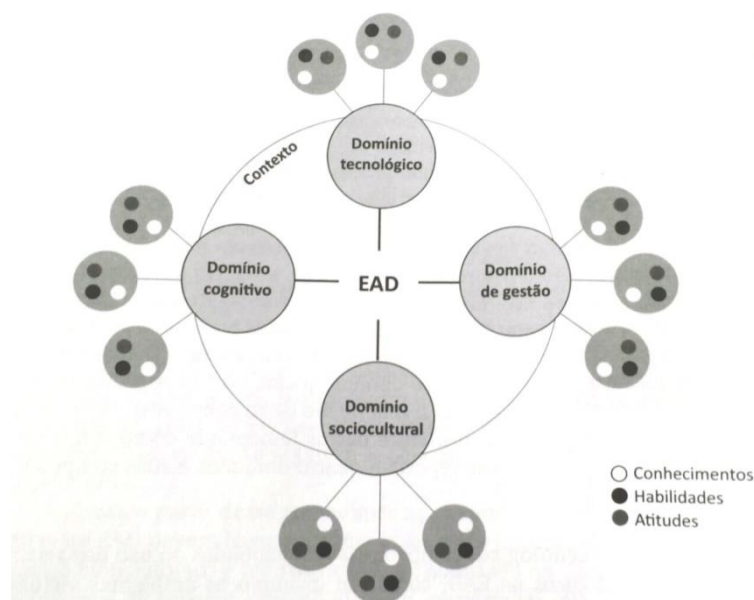 Domínio
tecnológico
Contexto
Domínio
cognitivo
EAD
Domínio
de gestão
Domínio
sociocultural
Conhecimentos
Habilidades
Atitudes